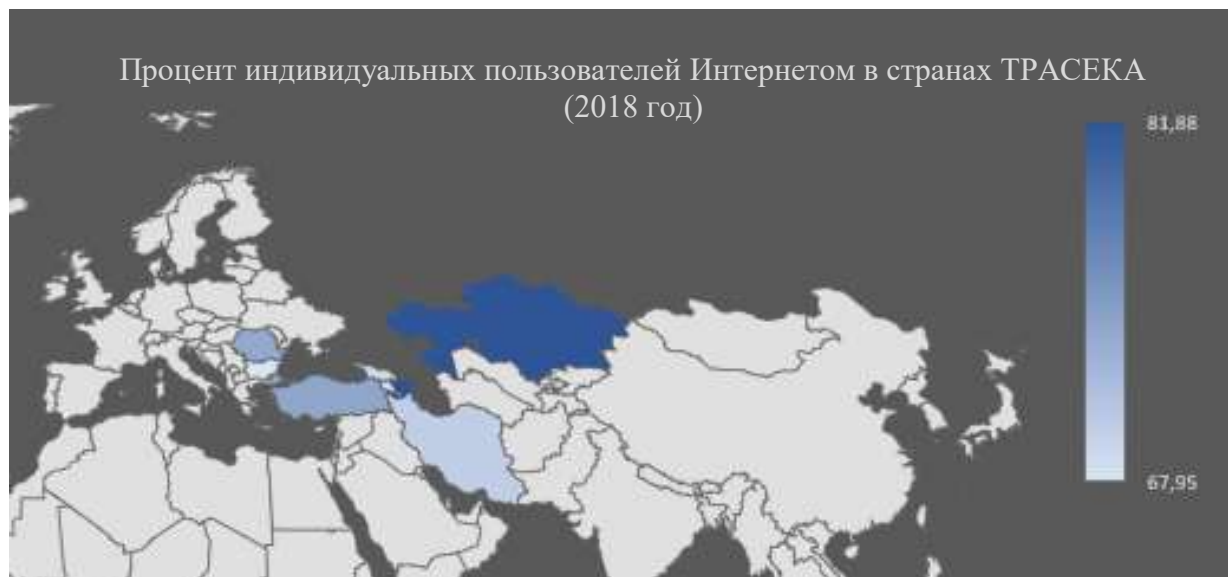 Процент индивидуальных пользователей Интернетом в странах ТРАСЕКА
(2018 год)
81,88
67,95